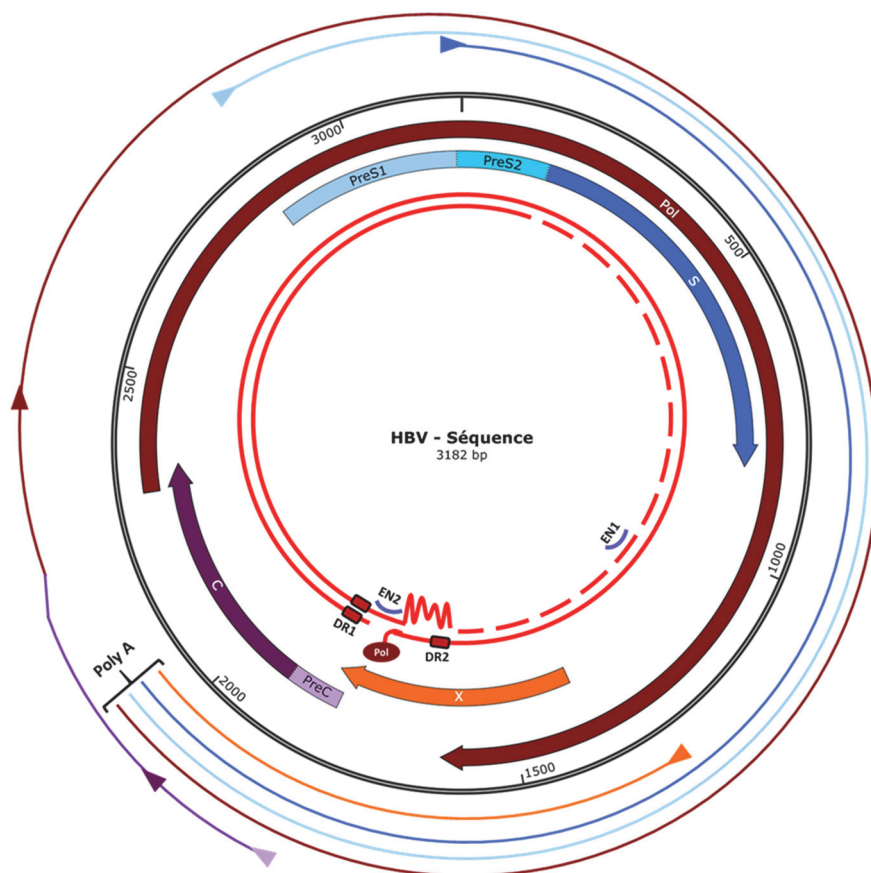 3000
PreS1
PreS2
Pol
500
S
2500
HBV - Séquence
3182 bp
EN1
1000
C
EN2
DR1
Pol
DR2
Poly A
PreC
X
2000
1500